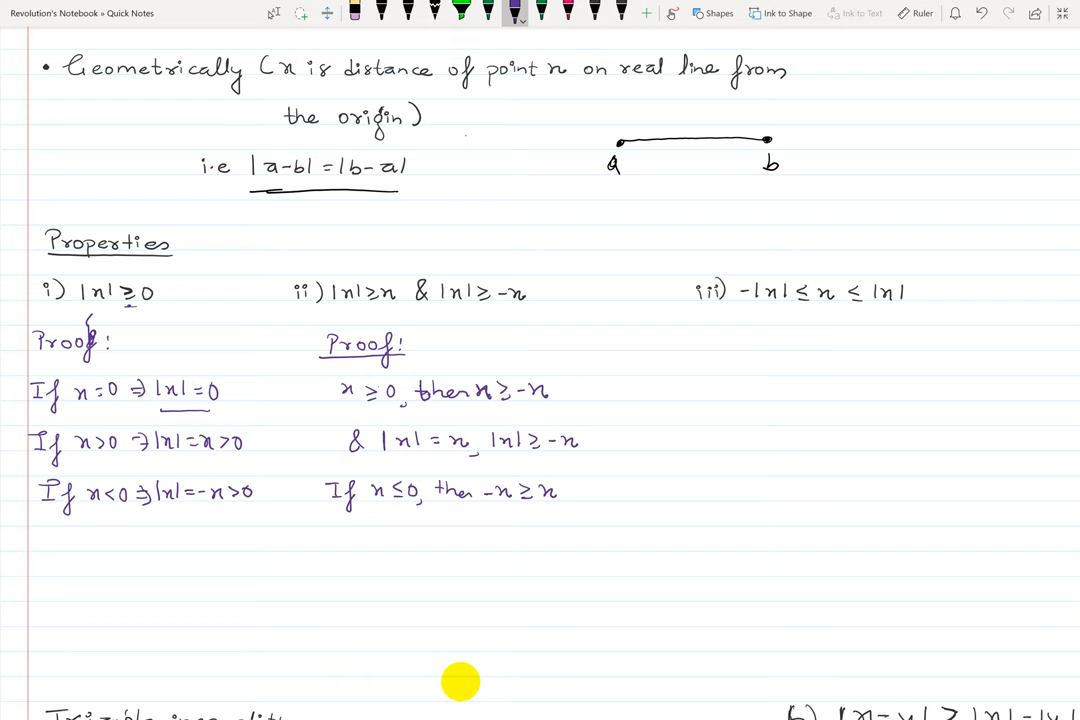 Revolution's Notebook » Quick Notes
Shapes Ink to Shape Ink to Text Ruler
• Geometrically (x is distance of point x on real line from
the origin)
i.e |a-b| = |b-a|
a b
Properties
i) |x| ≥ 0 ii) |x| ≥ x & |x| ≥ -x iii) -|x| ≤ x ≤ |x|
Proof: Proof:
If x=0 ⇒ |x| = 0 x ≥ 0, then x ≥ -x
If x>0 ⇒ |x| = x > 0 & |x| = x, |x| ≥ -x
If x<0 ⇒ |x| = -x > 0 If x ≤ 0, then -x ≥ x